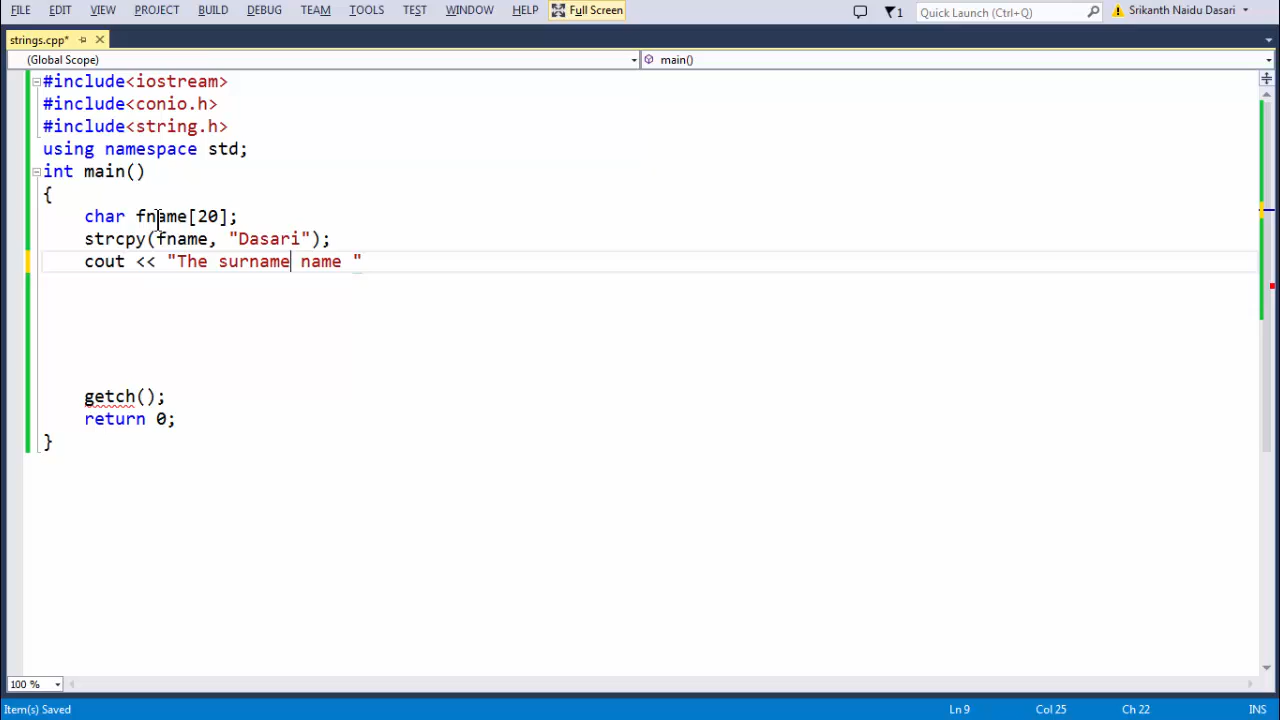 FILE EDIT VIEW PROJECT BUILD DEBUG TEAM TOOLS TEST WINDOW HELP Full Screen 1 Quick Launch (Ctrl+Q) Srikanth Naidu Dasari
strings.cpp*
(Global Scope) main()
#include<iostream>
#include<conio.h>
#include<string.h>
using namespace std;
int main()
{
char fname[20];
strcpy(fname, "Dasari");
cout << "The surname name "
getch();
return 0;
}
100 %
Item(s) Saved Ln 9 Col 25 Ch 22 INS